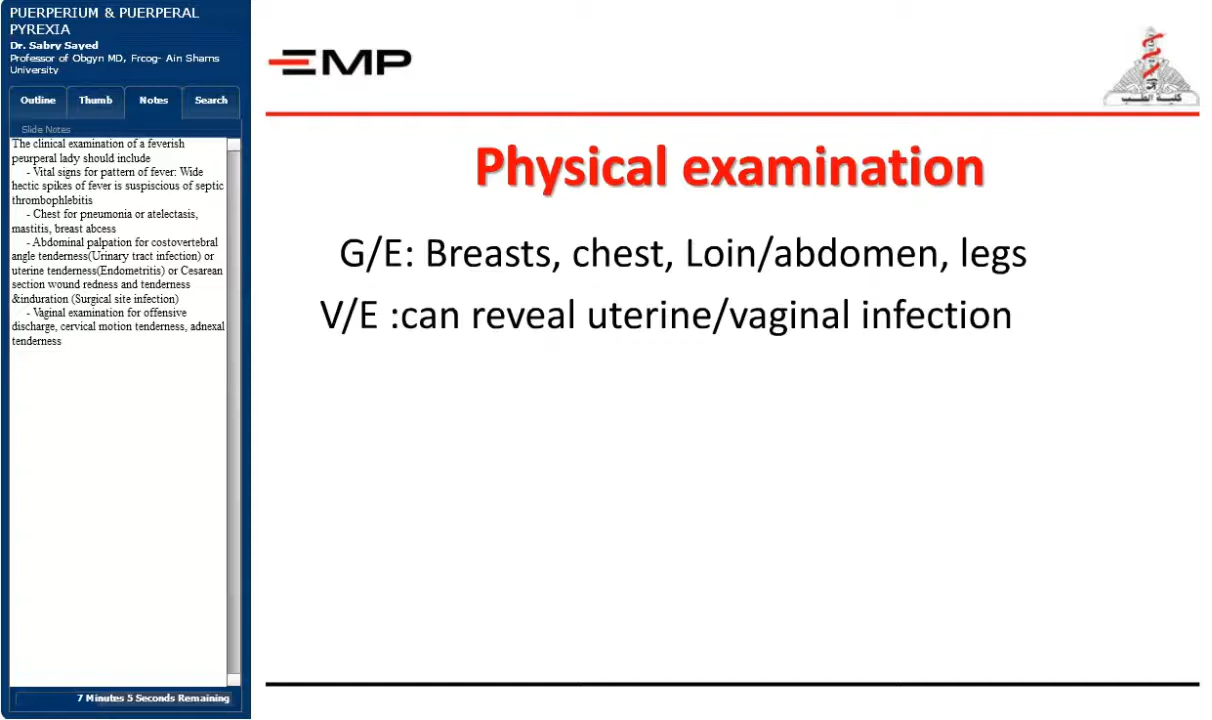 PUERPERIUM & PUERPERAL
PYREXIA
Dr. Sabry Sayed
Professor of Obgyn MD, Frcog- Ain Shams
University
Outline
Thumb
Notes
Search
Slide Notes
The clinical examination of a feverish
peurperal lady should include
- Vital signs for pattern of fever: Wide
hectic spikes of fever is suspiscious of septic
thrombophlebitis
- Chest for pneumonia or atelectasis,
mastitis, breast abcess
- Abdominal palpation for costovertebral
angle tenderness(Urinary tract infection) or
uterine tenderness(Endometritis) or Cesarean
section wound redness and tenderness
&induration (Surgical site infection)
- Vaginal examination for offensive
discharge, cervical motion tenderness, adnexal
tenderness
7 Minutes 5 Seconds Remaining
EMP
كلية الطب
Physical examination
G/E: Breasts, chest, Loin/abdomen, legs
V/E :can reveal uterine/vaginal infection